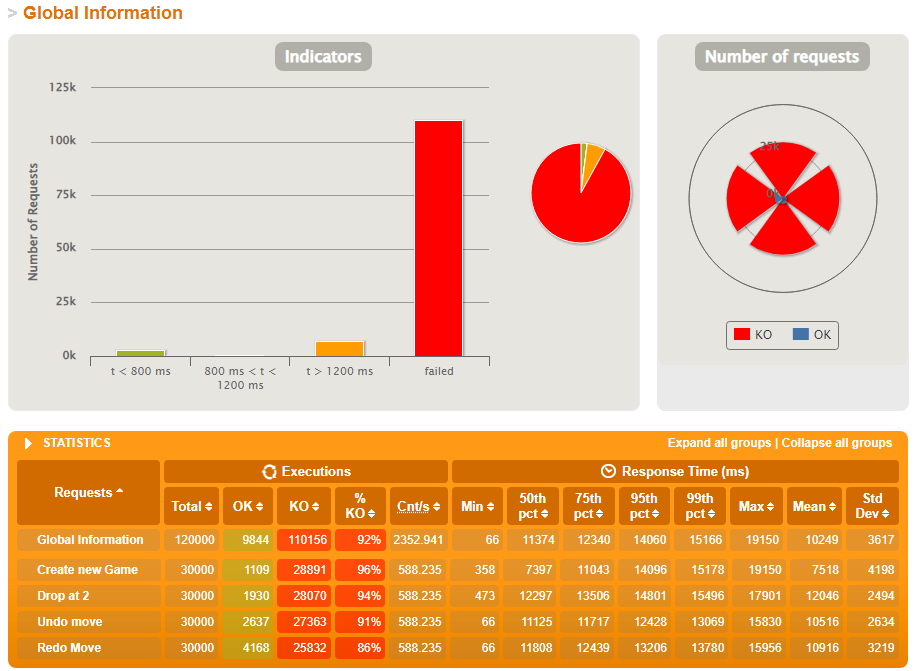 > Global Information
Indicators
Number of Requests
125k
100k
75k
50k
25k
0k
t < 800 ms
800 ms < t <
1200 ms
t > 1200 ms
failed
Number of requests
25k
0k
KO OK
STATISTICS
Expand all groups | Collapse all groups
Requests Executions Response Time (ms)
Total OK KO % KO Cnt/s Min 50th pct 75th pct 95th pct 99th pct Max Mean Std Dev
Global Information 120000 9844 110156 92% 2352.941 66 11374 12340 14060 15166 19150 10249 3617
Create new Game 30000 1109 28891 96% 588.235 358 7397 11043 14096 15178 19150 7518 4198
Drop at 2 30000 1930 28070 94% 588.235 473 12297 13506 14801 15496 17901 12046 2494
Undo move 30000 2637 27363 91% 588.235 66 11125 11717 12428 13069 15830 10516 2634
Redo Move 30000 4168 25832 86% 588.235 66 11808 12439 13206 13780 15956 10916 3219